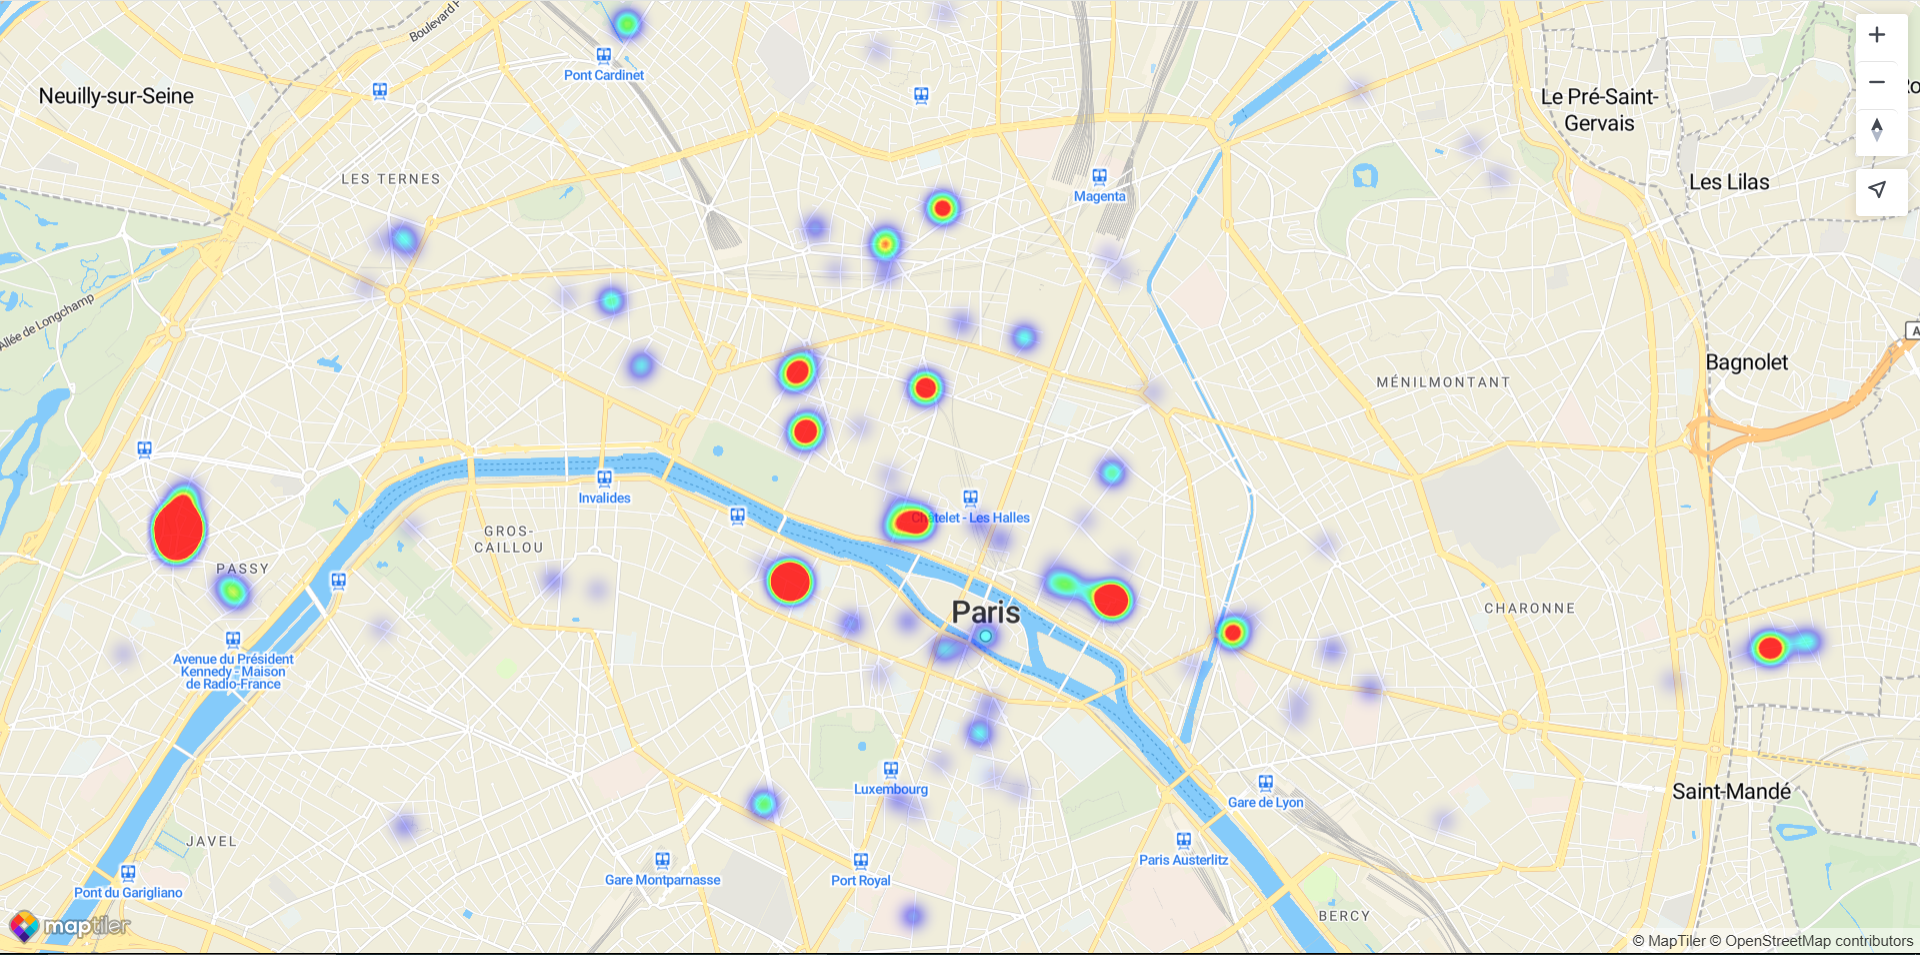 Boulevard
Pont Cardinet
Neuilly-sur-Seine
Le Pré-Saint-
Gervais
LES TERNES
Magenta
Les Lilas
Allée de Longchamp
A
Bagnolet
MÉNILMONTANT
Invalides
Châtelet - Les Halles
GROS-
CAILLOU
PASSY
Paris
CHARONNE
Avenue du Président
Kennedy - Maison
de Radio-France
Luxembourg
Gare de Lyon
Saint-Mandé
JAVEL
Gare Montparnasse
Port Royal
Paris Austerlitz
Pont du Garigliano
BERCY
maptiler
© MapTiler © OpenStreetMap contributors